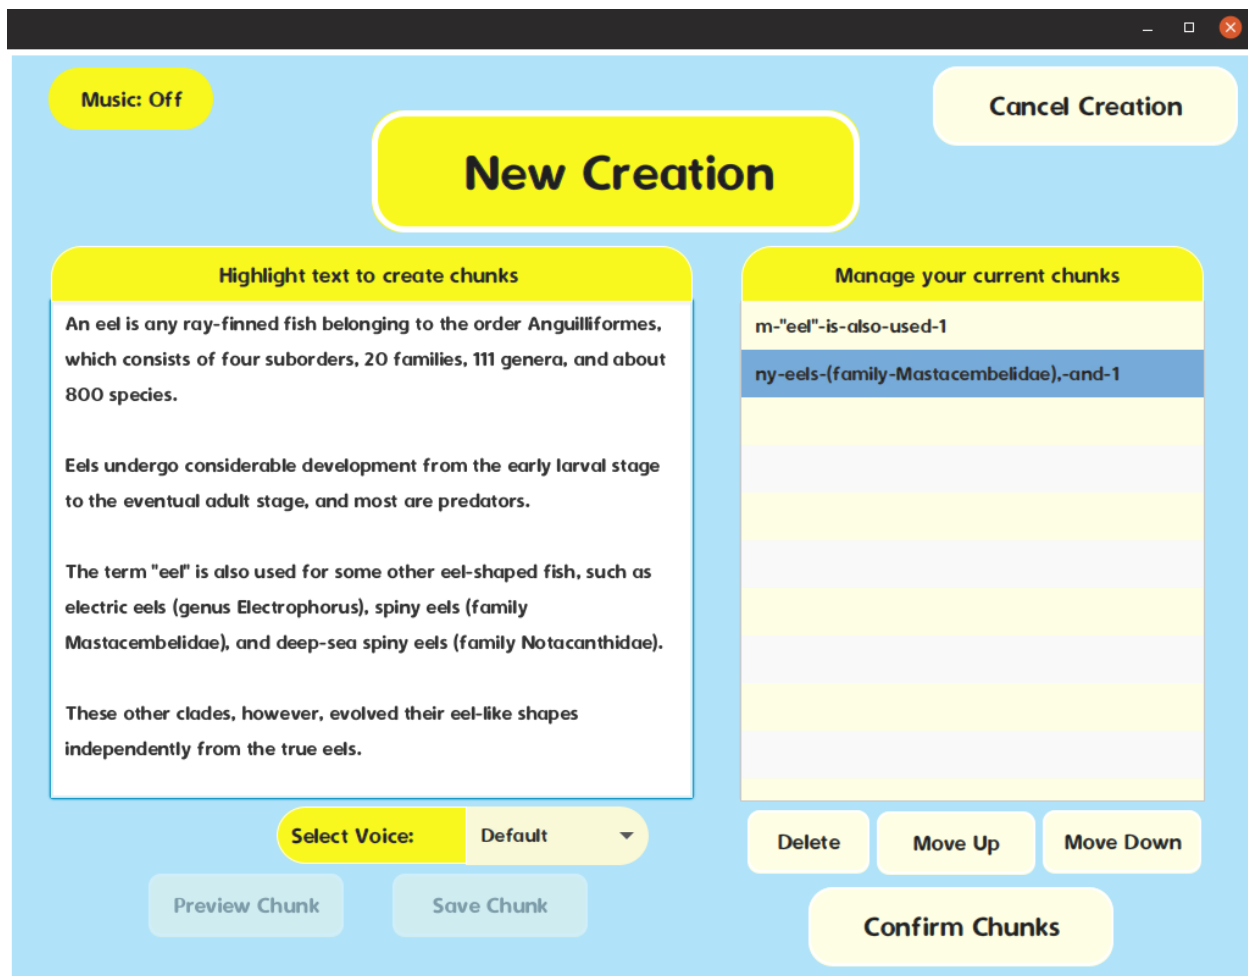 Music: Off
Cancel Creation
New Creation
Highlight text to create chunks
An eel is any ray-finned fish belonging to the order Anguilliformes,
which consists of four suborders, 20 families, 111 genera, and about
800 species.
Eels undergo considerable development from the early larval stage
to the eventual adult stage, and most are predators.
The term "eel" is also used for some other eel-shaped fish, such as
electric eels (genus Electrophorus), spiny eels (family
Mastacembelidae), and deep-sea spiny eels (family Notacanthidae).
These other clades, however, evolved their eel-like shapes
independently from the true eels.
Select Voice:
Default
Preview Chunk
Save Chunk
Manage your current chunks
m-"eel"-is-also-used-1
ny-eels-(family-Mastacembelidae),-and-1
Delete
Move Up
Move Down
Confirm Chunks